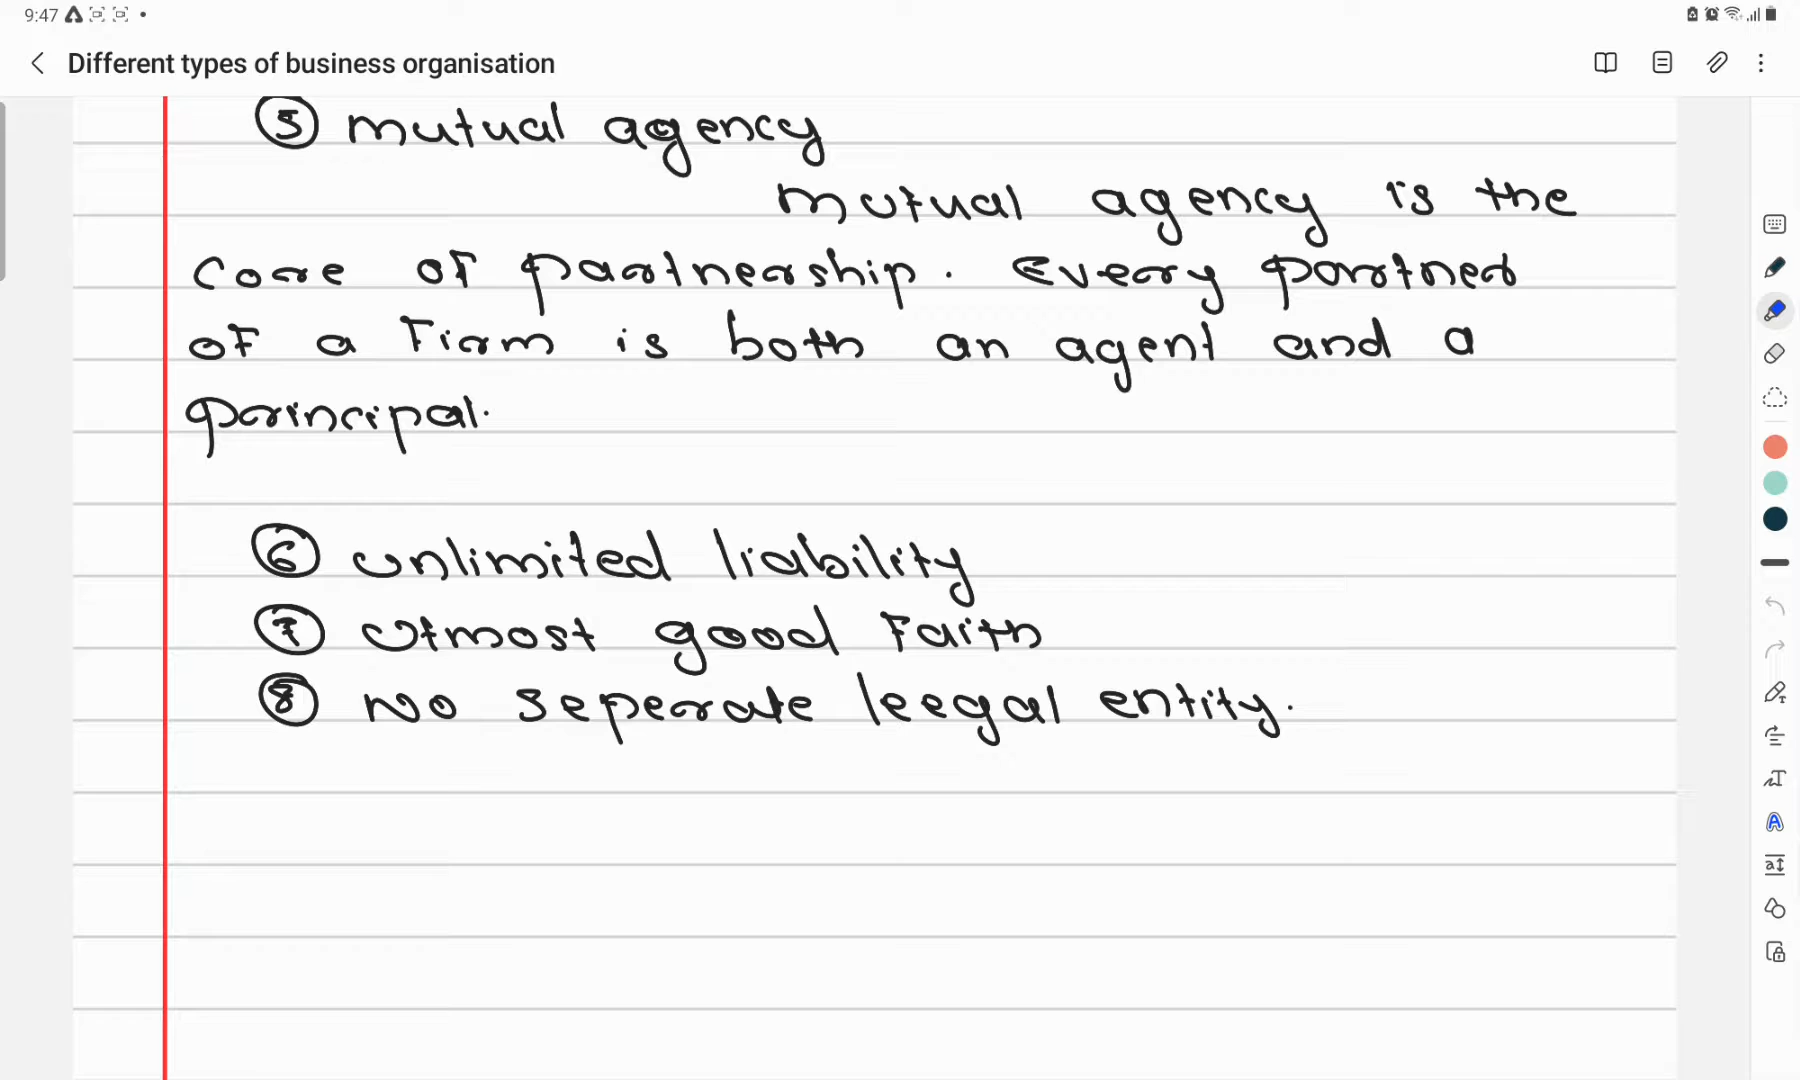 9:47
Different types of business organisation
⑤ mutual agency
mutual agency is the
core of partnership. Every partner
of a firm is both an agent and a
principal.
⑥ unlimited liability
⑦ utmost good faith
⑧ No seperate leegal entity.